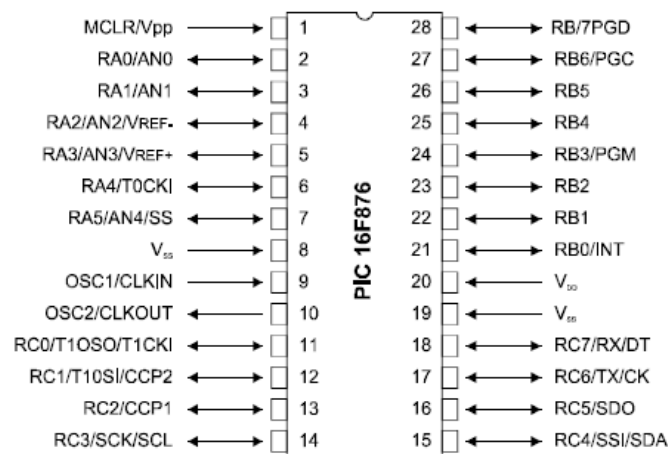 MCLR/Vpp 1 28 RB/7PGD
RA0/AN0 2 27 RB6/PGC
RA1/AN1 3 26 RB5
RA2/AN2/VREF- 4 25 RB4
RA3/AN3/VREF+ 5 24 RB3/PGM
RA4/T0CKI 6 23 RB2
RA5/AN4/SS 7 22 RB1
Vss 8 21 RB0/INT
OSC1/CLKIN 9 20
OSC2/CLKOUT 10 19 Vss
RC0/T1OSO/T1CKI 11 18 RC7/RX/DT
RC1/T10SI/CCP2 12 17 RC6/TX/CK
RC2/CCP1 13 16 RC5/SDO
RC3/SCK/SCL 14 15 RC4/SSI/SDA
PIC 16F876